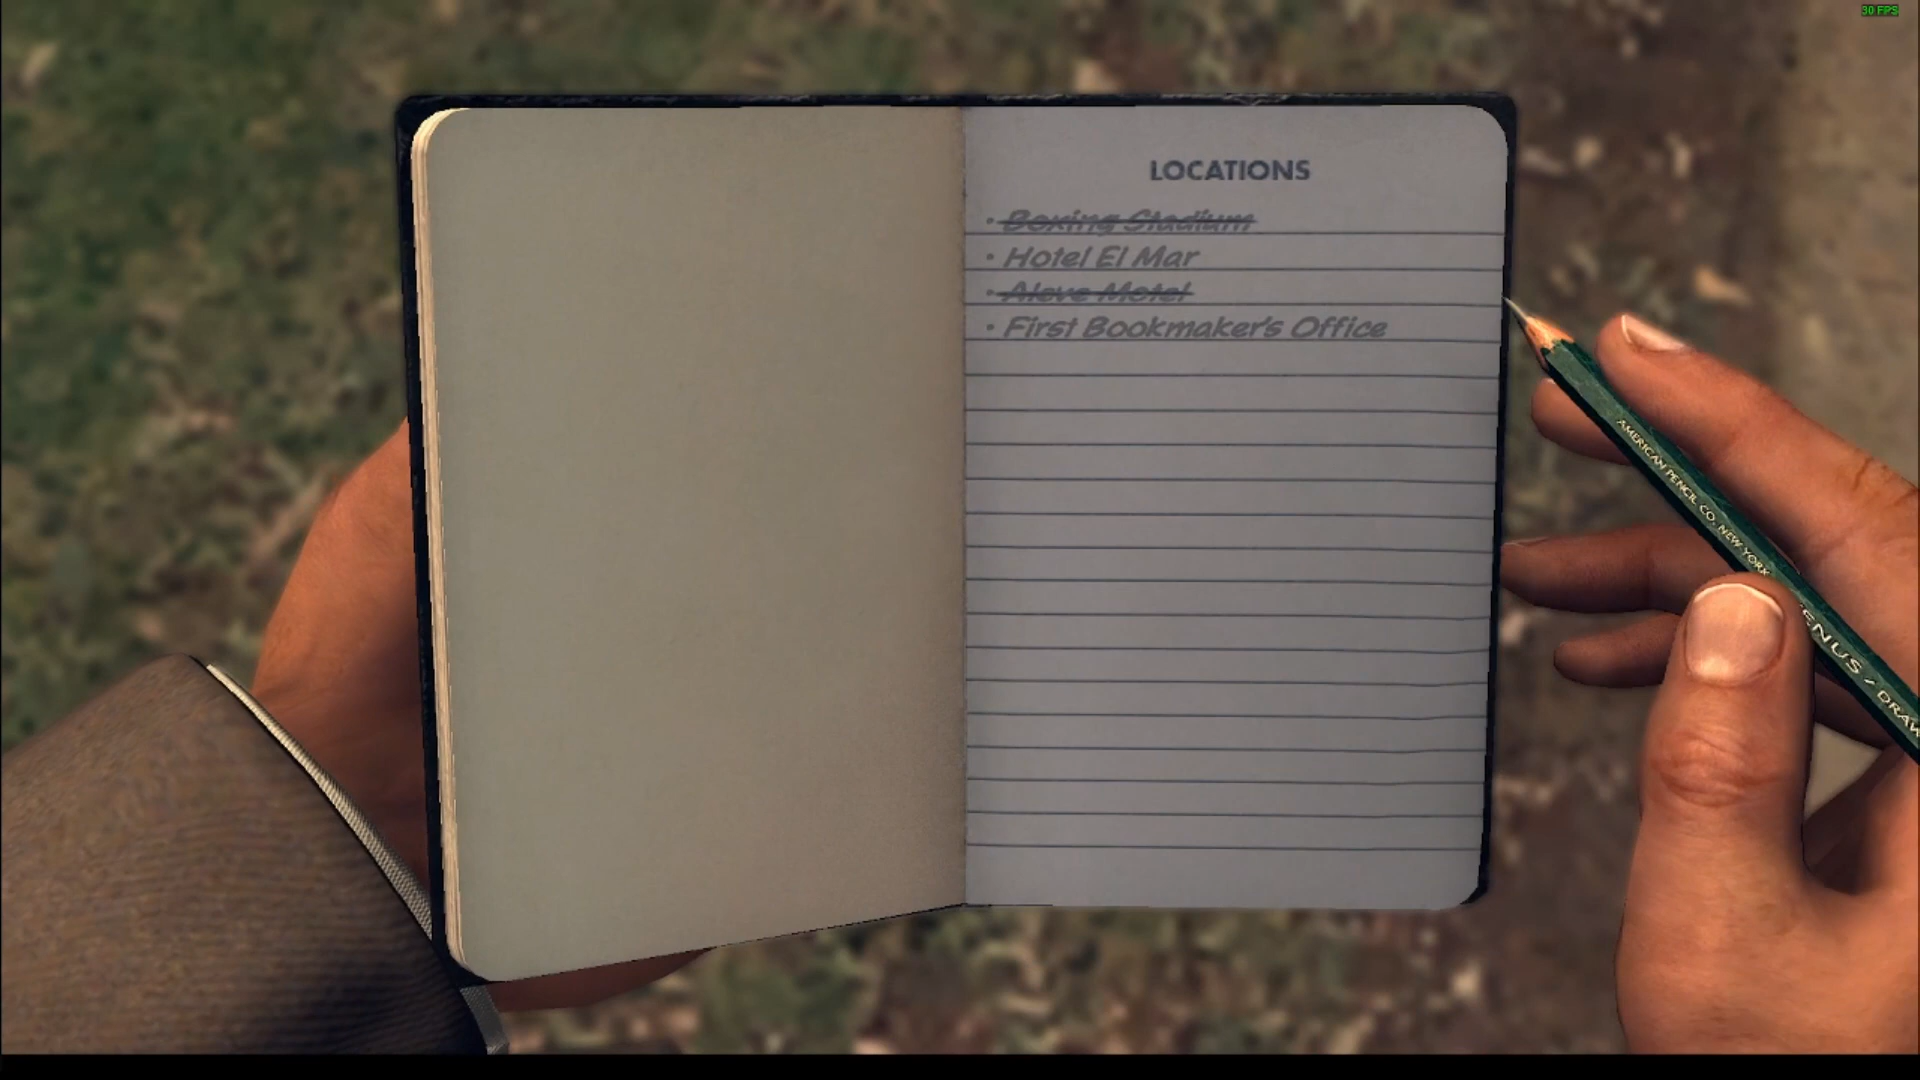 30 FPS
LOCATIONS
· Boxing Stadium
· Hotel El Mar
· Aleve Motel
· First Bookmaker's Office
AMERICAN PENCIL CO. NEW YORK
ENUS / DRAW